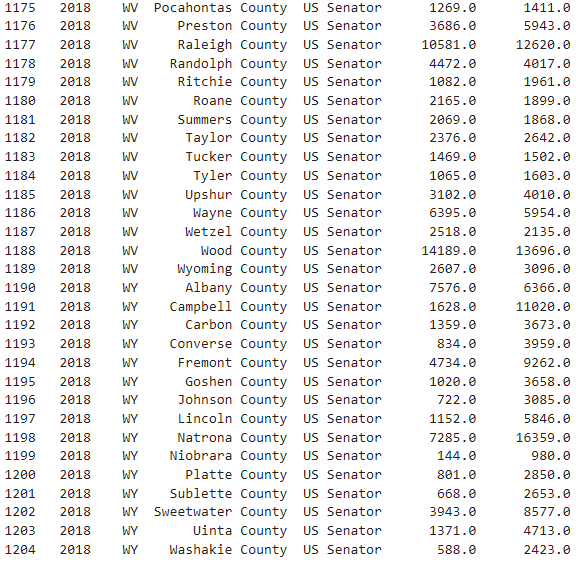 1175 2018 WV Pocahontas County US Senator 1269.0 1411.0
1176 2018 WV Preston County US Senator 3686.0 5943.0
1177 2018 WV Raleigh County US Senator 10581.0 12620.0
1178 2018 WV Randolph County US Senator 4472.0 4017.0
1179 2018 WV Ritchie County US Senator 1082.0 1961.0
1180 2018 WV Roane County US Senator 2165.0 1899.0
1181 2018 WV Summers County US Senator 2069.0 1868.0
1182 2018 WV Taylor County US Senator 2376.0 2642.0
1183 2018 WV Tucker County US Senator 1469.0 1502.0
1184 2018 WV Tyler County US Senator 1065.0 1603.0
1185 2018 WV Upshur County US Senator 3102.0 4010.0
1186 2018 WV Wayne County US Senator 6395.0 5954.0
1187 2018 WV Wetzel County US Senator 2518.0 2135.0
1188 2018 WV Wood County US Senator 14189.0 13696.0
1189 2018 WV Wyoming County US Senator 2607.0 3096.0
1190 2018 WY Albany County US Senator 7576.0 6366.0
1191 2018 WY Campbell County US Senator 1628.0 11020.0
1192 2018 WY Carbon County US Senator 1359.0 3673.0
1193 2018 WY Converse County US Senator 834.0 3959.0
1194 2018 WY Fremont County US Senator 4734.0 9262.0
1195 2018 WY Goshen County US Senator 1020.0 3658.0
1196 2018 WY Johnson County US Senator 722.0 3085.0
1197 2018 WY Lincoln County US Senator 1152.0 5846.0
1198 2018 WY Natrona County US Senator 7285.0 16359.0
1199 2018 WY Niobrara County US Senator 144.0 980.0
1200 2018 WY Platte County US Senator 801.0 2850.0
1201 2018 WY Sublette County US Senator 668.0 2653.0
1202 2018 WY Sweetwater County US Senator 3943.0 8577.0
1203 2018 WY Uinta County US Senator 1371.0 4713.0
1204 2018 WY Washakie County US Senator 588.0 2423.0